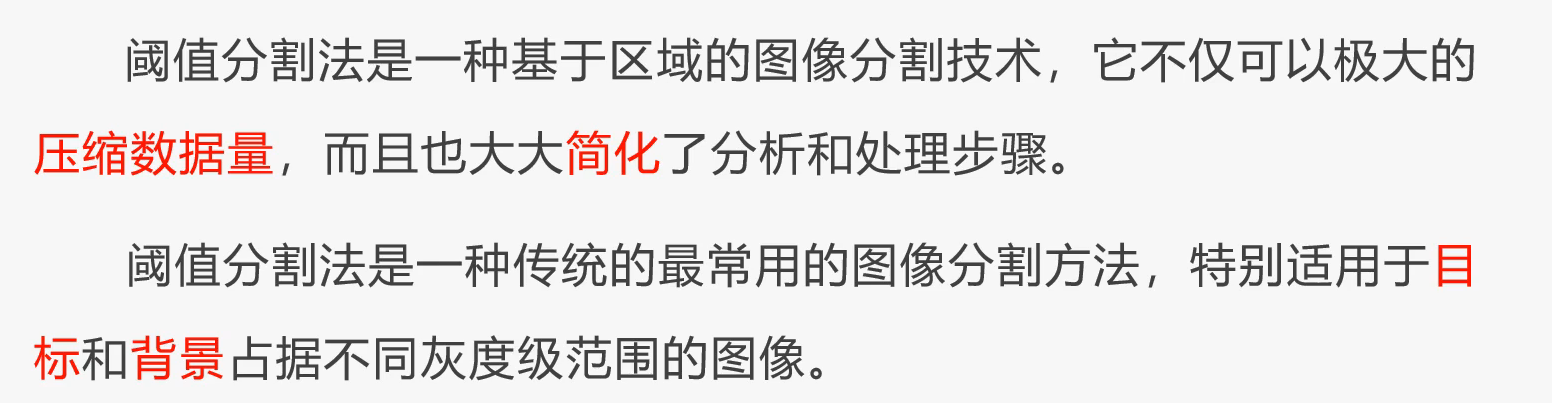 阈值分割法是一种基于区域的图像分割技术，它不仅可以极大的
压缩数据量，而且也大大简化了分析和处理步骤。
阈值分割法是一种传统的最常用的图像分割方法，特别适用于目
标和背景占据不同灰度级范围的图像。